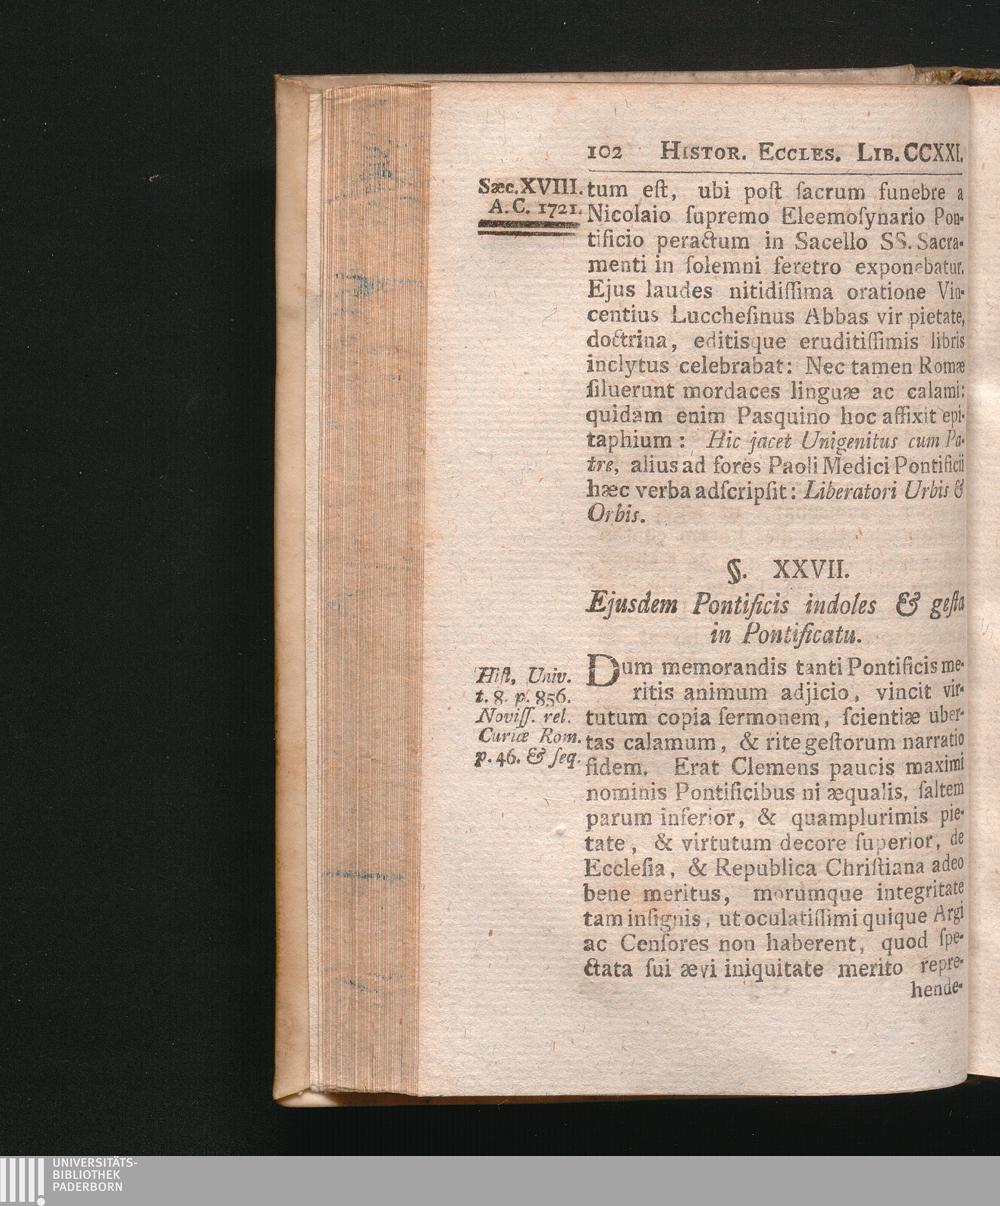 102 HISTOR. ECCLES. LIB. CCXXI.
Sæc. XVIII.
A. C. 1721.
tum eſt, ubi poſt ſacrum funebre a
Nicolaio ſupremo Eleemoſynario Pon-
tificio peractum in Sacello SS. Sacra-
menti in ſolemni feretro exponebatur.
Ejus laudes nitidiſſima oratione Vin-
centius Luccheſinus Abbas vir pietate,
doctrina, editisque eruditiſſimis libris
inclytus celebrabat: Nec tamen Romæ
ſiluerunt mordaces linguæ ac calami:
quidam enim Pasquino hoc affixit epi-
taphium: Hic jacet Unigenitus cum Pa-
tre, alius ad fores Paoli Medici Pontificii
hæc verba adſcripſit: Liberatori Urbis &
Orbis.
§. XXVII.
Ejusdem Pontificis indoles & geſta
in Pontificatu.
Hiſt, Univ.
t. 8. p. 856.
Noviſſ. rel.
Curiæ Rom.
p. 46. & ſeq.
Dum memorandis tanti Pontificis me-
ritis animum adjicio, vincit vir-
tutum copia ſermonem, ſcientiæ uber-
tas calamum, & rite geſtorum narratio
fidem. Erat Clemens paucis maximi
nominis Pontificibus ni æqualis, ſaltem
parum inferior, & quamplurimis pie-
tate, & virtutum decore ſuperior, de
Eccleſia, & Republica Chriſtiana adeo
bene meritus, morumque integritate
tam inſignis, ut oculatiſſimi quique Argi
ac Cenſores non haberent, quod ſpe-
ctata ſui ævi iniquitate merito repre-
hende-
UNIVERSITÄTS-
BIBLIOTHEK
PADERBORN